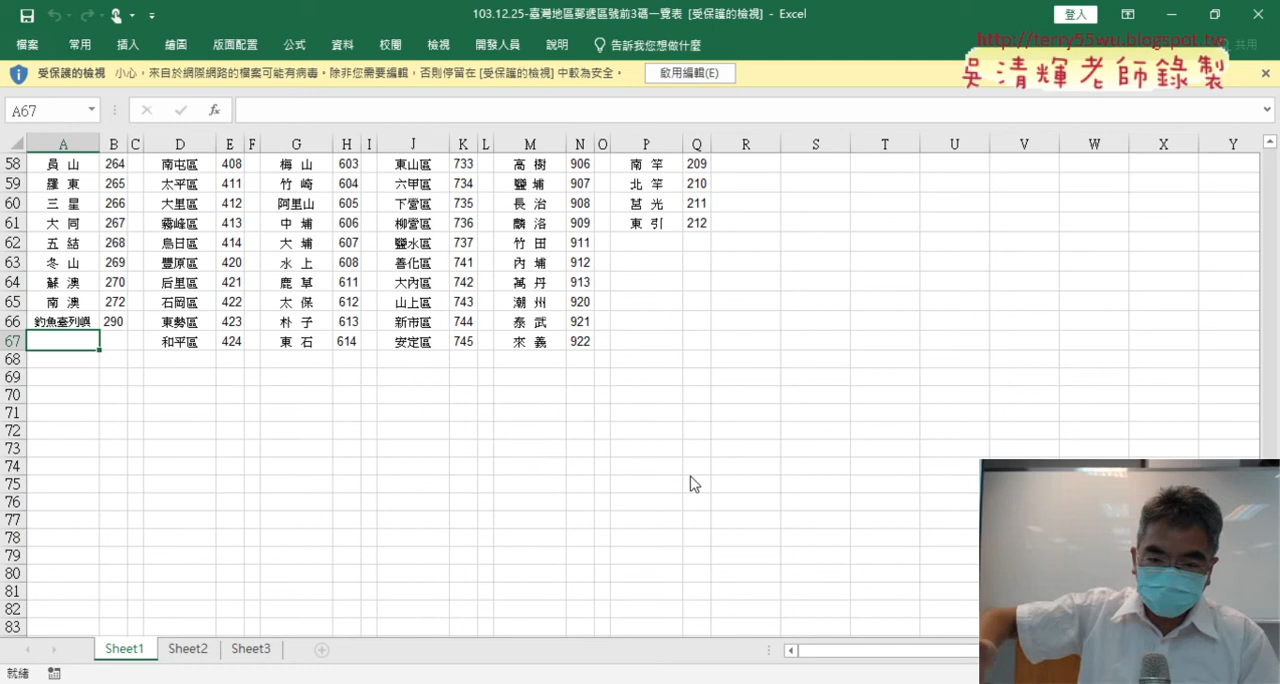 103.12.25-臺灣地區郵遞區號前3碼一覽表 [受保護的檢視] - Excel
登入
檔案 常用 插入 繪圖 版面配置 公式 資料 校閱 檢視 開發人員 說明 告訴我您想做什麼 共用
http://terry55wu.blogspot.tw
吳清輝老師錄製
受保護的檢視 小心，來自於網際網路的檔案可能有病毒。除非您需要編輯，否則停留在 [受保護的檢視] 中較為安全。 啟用編輯(E)
A67 fx
A B C D E F G H I J K L M N O P Q R S T U V W X Y
58 員 山 264 南屯區 408 梅 山 603 東山區 733 高 樹 906 南 竿 209
59 羅 東 265 太平區 411 竹 崎 604 六甲區 734 鹽 埔 907 北 竿 210
60 三 星 266 大里區 412 阿里山 605 下營區 735 長 治 908 莒 光 211
61 大 同 267 霧峰區 413 中 埔 606 柳營區 736 麟 洛 909 東 引 212
62 五 結 268 烏日區 414 大 埔 607 鹽水區 737 竹 田 911
63 冬 山 269 豐原區 420 水 上 608 善化區 741 內 埔 912
64 蘇 澳 270 后里區 421 鹿 草 611 大內區 742 萬 丹 913
65 南 澳 272 石岡區 422 太 保 612 山上區 743 潮 州 920
66 釣魚臺列嶼 290 東勢區 423 朴 子 613 新市區 744 泰 武 921
67 和平區 424 東 石 614 安定區 745 來 義 922
68
69
70
71
72
73
74
75
76
77
78
79
80
81
82
83
Sheet1 Sheet2 Sheet3
就緒